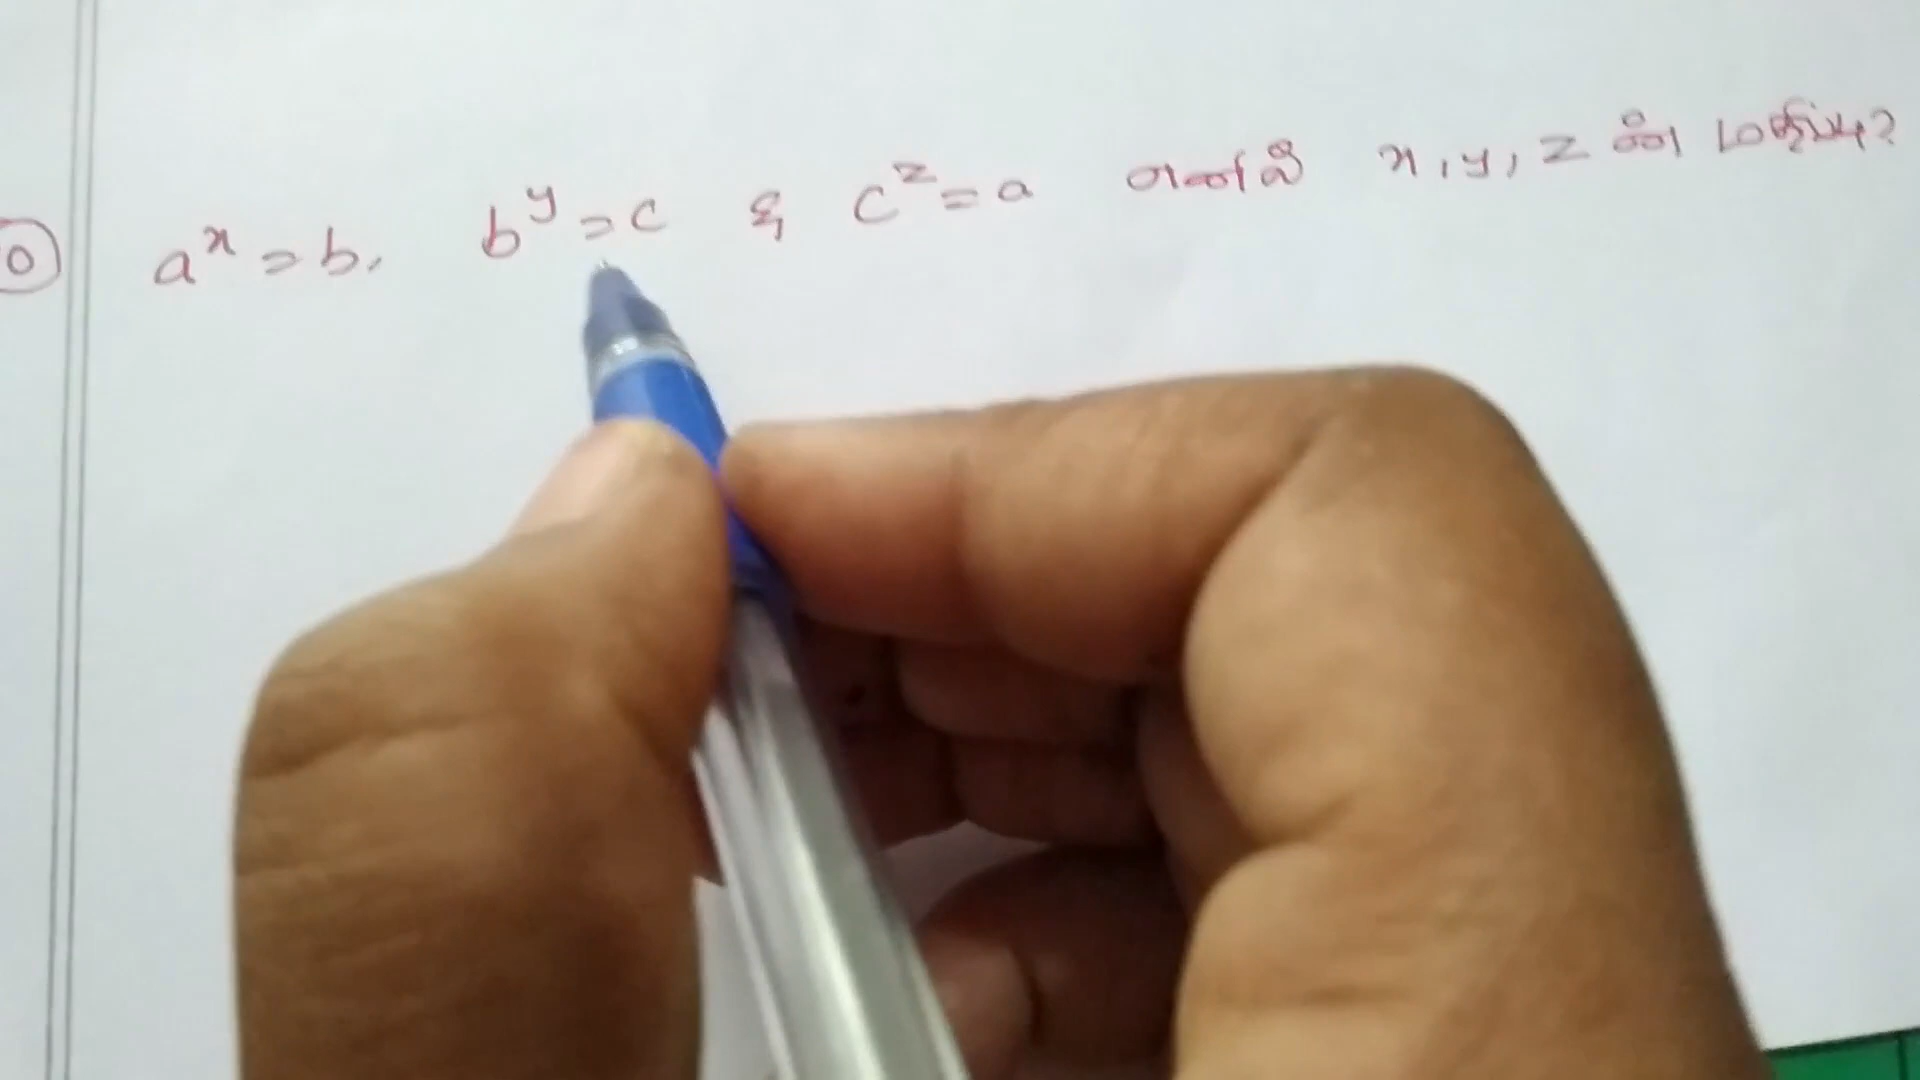 0 aˣ = b, bʸ = c & cᶻ = a எனில் x, y, z ன் மதிப்பு?